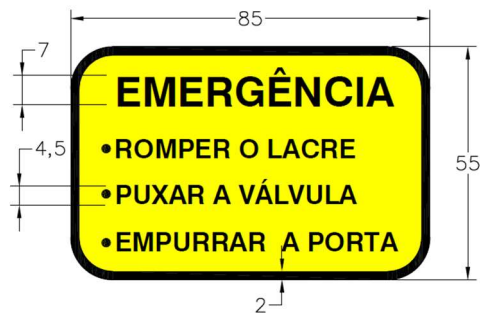 85
7
EMERGÊNCIA
4,5
•ROMPER O LACRE
55
•PUXAR A VÁLVULA
•EMPURRAR A PORTA
2